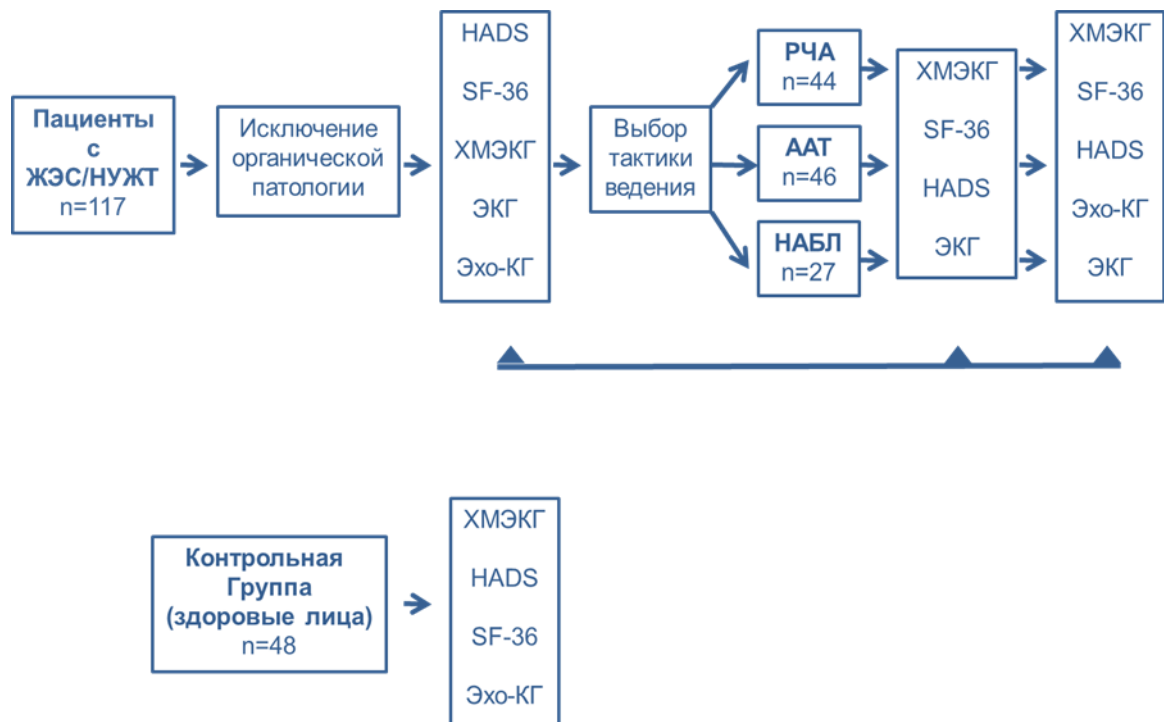 Пациенты
с
ЖЭС/НУЖТ
n=117
Исключение
органической
патологии
HADS
SF-36
ХМЭКГ
ЭКГ
Эхо-КГ
Выбор
тактики
ведения
РЧА
n=44
ААТ
n=46
НАБЛ
n=27
ХМЭКГ
SF-36
HADS
ЭКГ
ХМЭКГ
SF-36
HADS
Эхо-КГ
ЭКГ
Контрольная
Группа
(здоровые лица)
n=48
ХМЭКГ
HADS
SF-36
Эхо-КГ